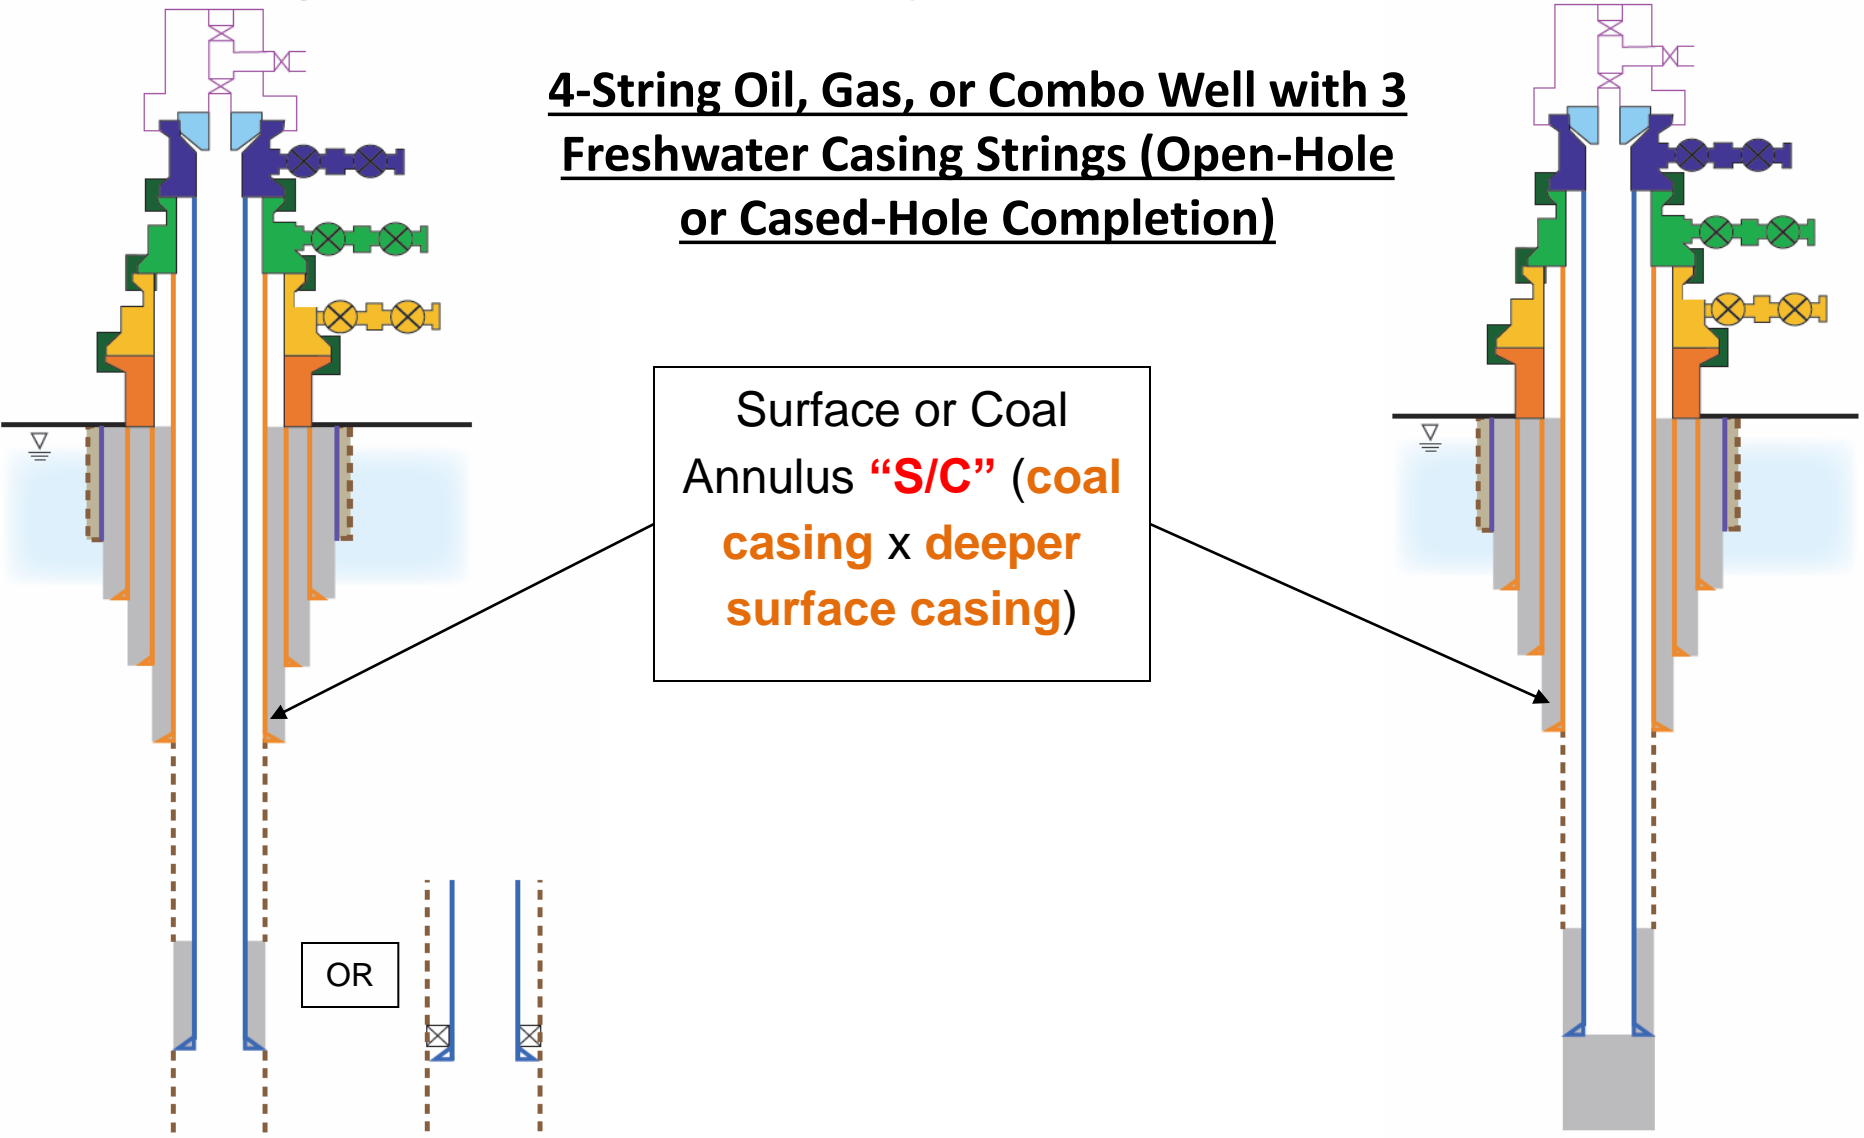 4-String Oil, Gas, or Combo Well with 3
Freshwater Casing Strings (Open-Hole
or Cased-Hole Completion)
Surface or Coal
Annulus “S/C” (coal
casing x deeper
surface casing)
OR